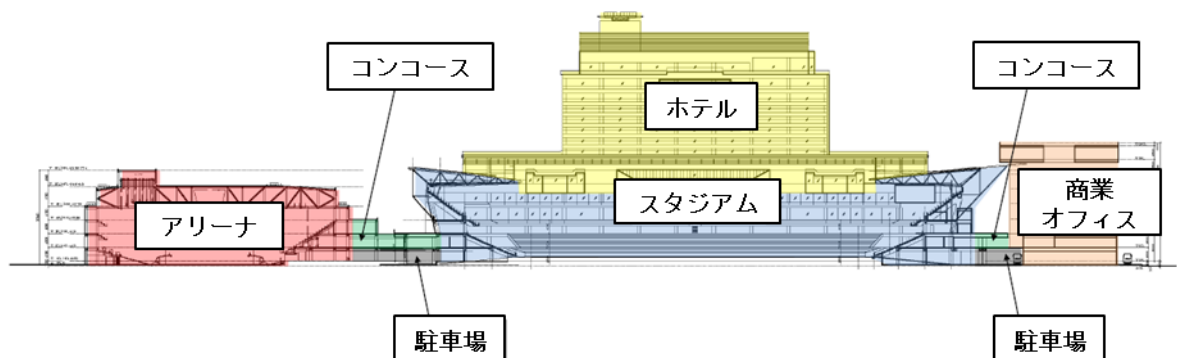 コンコース
コンコース
ホテル
アリーナ
スタジアム
商業
オフィス
駐車場
駐車場